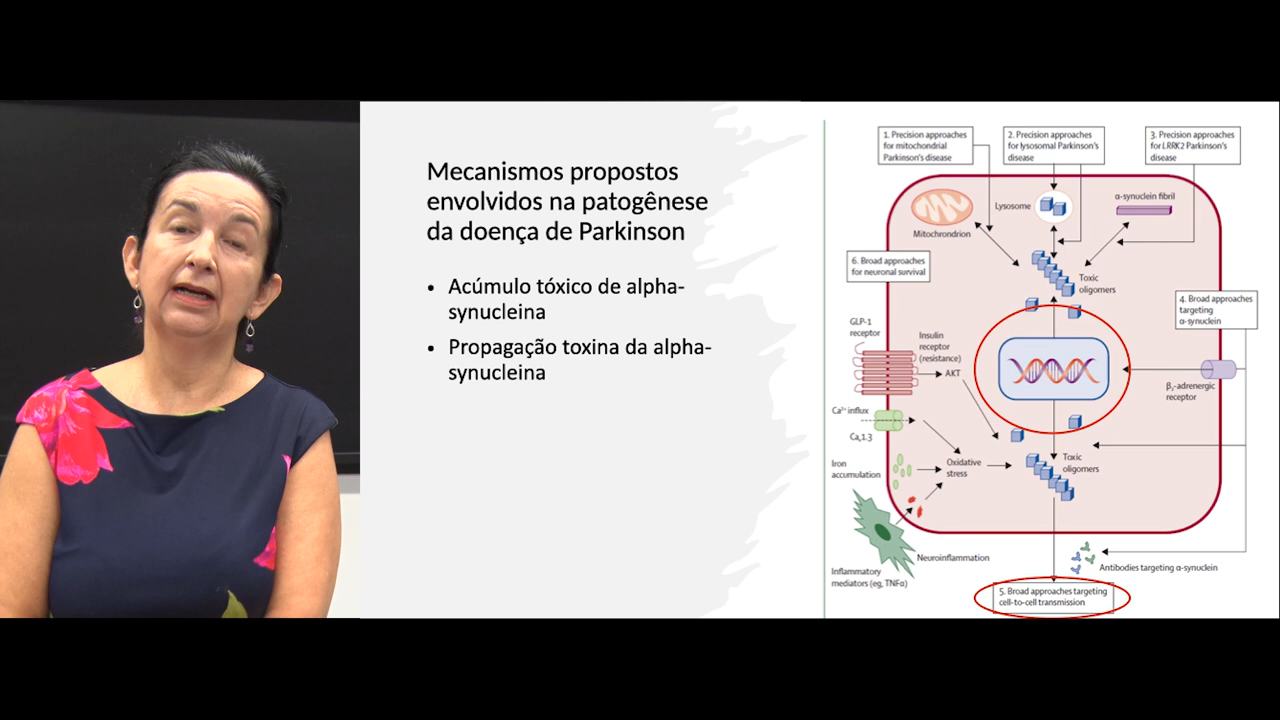 Mecanismos propostos
envolvidos na patogênese
da doença de Parkinson
• Acúmulo tóxico de alpha-
synucleina
• Propagação toxina da alpha-
synucleina
1. Precision approaches
for mitochondrial
Parkinson's disease
2. Precision approaches
for lysosomal Parkinson's
disease
3. Precision approaches
for LRRK2 Parkinson's
disease
Mitochrondrion
Lysosome
α-synuclein fibril
6. Broad approaches
for neuronal survival
Toxic
oligomers
4. Broad approaches
targeting
α-synuclein
GLP-1
receptor
Insulin
receptor
(resistance)
AKT
β₂-adrenergic
receptor
Ca²⁺ influx
Caᵥ1.3
Iron
accumulation
Oxidative
stress
Toxic
oligomers
Neuroinflammation
Inflammatory
mediators (eg, TNFα)
Antibodies targeting α-synuclein
5. Broad approaches targeting
cell-to-cell transmission